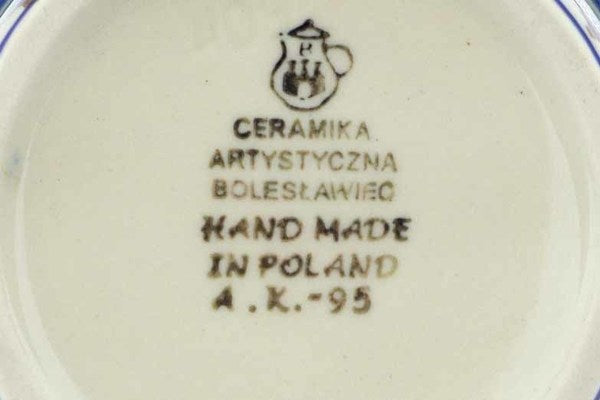 B
CERAMIKA
ARTYSTYCZNA
BOLESŁAWIEC
HAND MADE
IN POLAND
A.K.-95